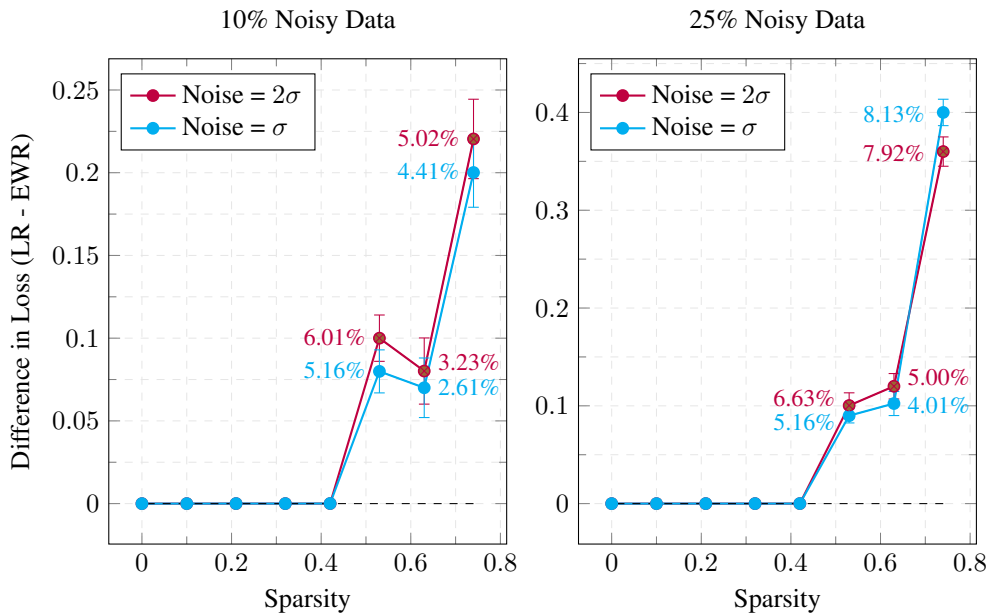 10% Noisy Data
Noise = 2σ
Noise = σ
Difference in Loss (LR - EWR)
0.25
0.2
0.15
0.1
0.05
0
5.02%
4.41%
6.01%
5.16%
3.23%
2.61%
0 0.2 0.4 0.6 0.8
Sparsity
25% Noisy Data
Noise = 2σ
Noise = σ
0.4
0.3
0.2
0.1
0
8.13%
7.92%
6.63%
5.16%
5.00%
4.01%
0 0.2 0.4 0.6 0.8
Sparsity